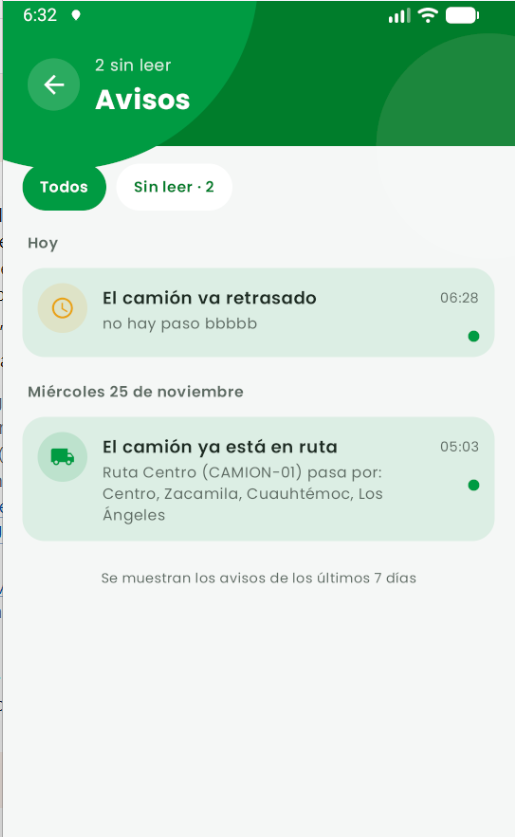 6:32
2 sin leer
Avisos
Todos
Sin leer · 2
Hoy
El camión va retrasado
06:28
no hay paso bbbbb
Miércoles 25 de noviembre
El camión ya está en ruta
05:03
Ruta Centro (CAMION-01) pasa por:
Centro, Zacamila, Cuauhtémoc, Los
Ángeles
Se muestran los avisos de los últimos 7 días